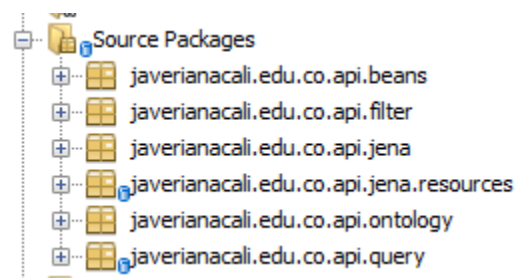 Source Packages
javerianacali.edu.co.api.beans
javerianacali.edu.co.api.filter
javerianacali.edu.co.api.jena
javerianacali.edu.co.api.jena.resources
javerianacali.edu.co.api.ontology
javerianacali.edu.co.api.query